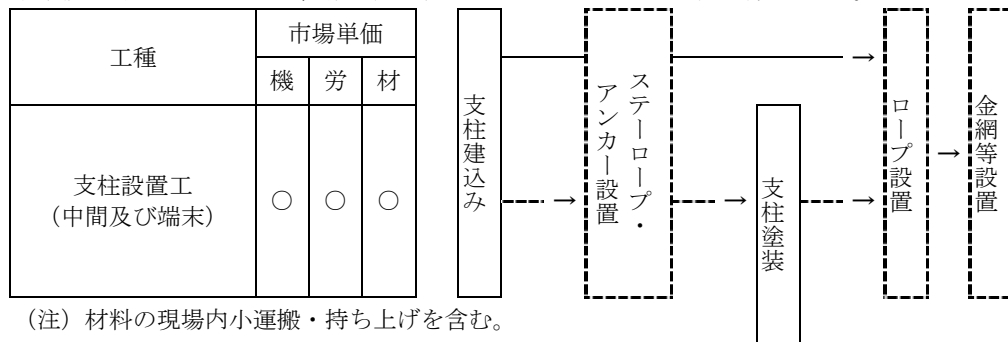 工種
市場単価
機 労 材
支柱設置工
（中間及び端末）
○ ○ ○
支柱建込み
→
→
ステーロープ・
アンカー設置
→
支柱塗装
→
ロープ設置
→
金網等設置
（注）材料の現場内小運搬・持ち上げを含む。